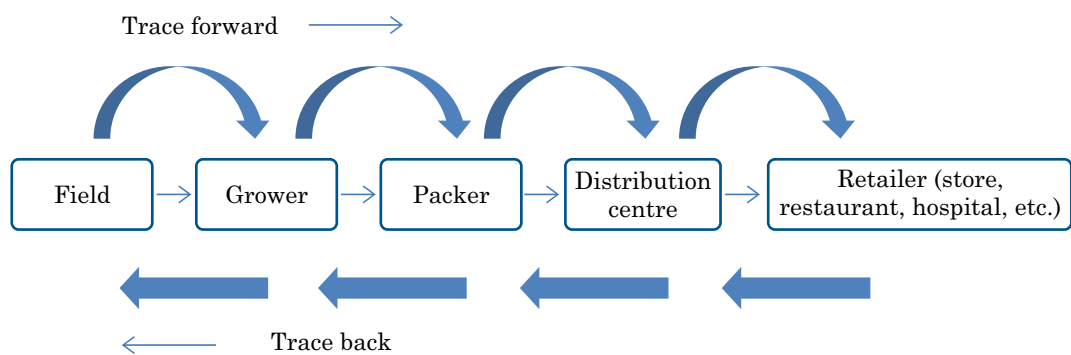 Trace forward
Field
Grower
Packer
Distribution
centre
Retailer (store,
restaurant, hospital, etc.)
Trace back